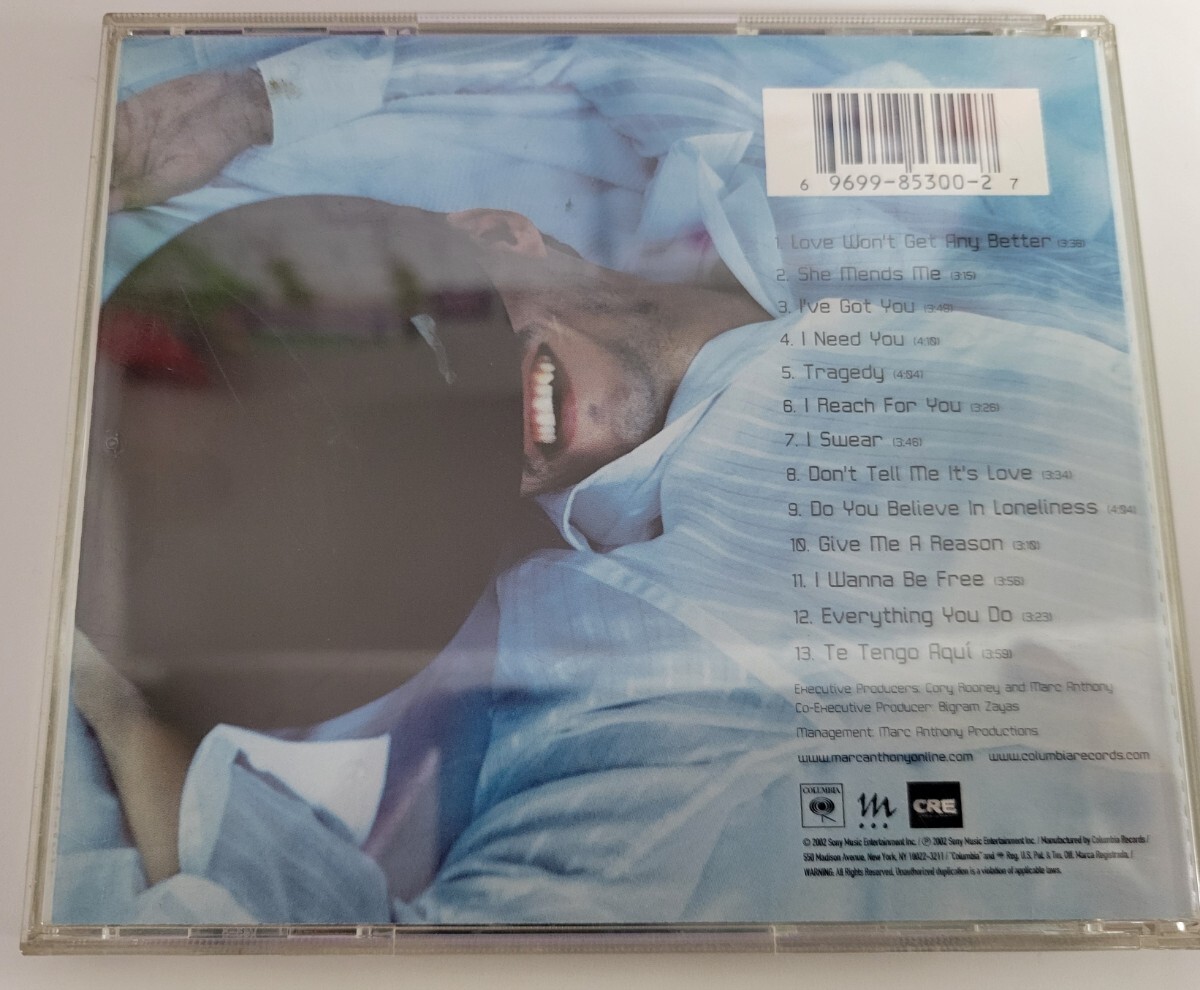 6 9699-85300-2 7
1. Love Won't Get Any Better (3:38)
2. She Mends Me (3:15)
3. I've Got You (3:48)
4. I Need You (4:10)
5. Tragedy (4:04)
6. I Reach For You (3:26)
7. I Swear (3:46)
8. Don't Tell Me It's Love (3:34)
9. Do You Believe In Loneliness (4:04)
10. Give Me A Reason (3:10)
11. I Wanna Be Free (3:56)
12. Everything You Do (3:23)
13. Te Tengo Aquí (3:59)
Executive Producers: Cory Rooney and Marc Anthony
Co-Executive Producer: Bigram Zayas
Management: Marc Anthony Productions
www.marcanthonyonline.com www.columbiarecords.com
COLUMBIA m CRE
© 2002 Sony Music Entertainment Inc. / ℗ 2002 Sony Music Entertainment Inc. / Manufactured by Columbia Records /
550 Madison Avenue, New York, NY 10022-3211 / "Columbia" and Reg. U.S. Pat. & Tm. Off. Marca Registrada. /
WARNING: All Rights Reserved. Unauthorized duplication is a violation of applicable laws.